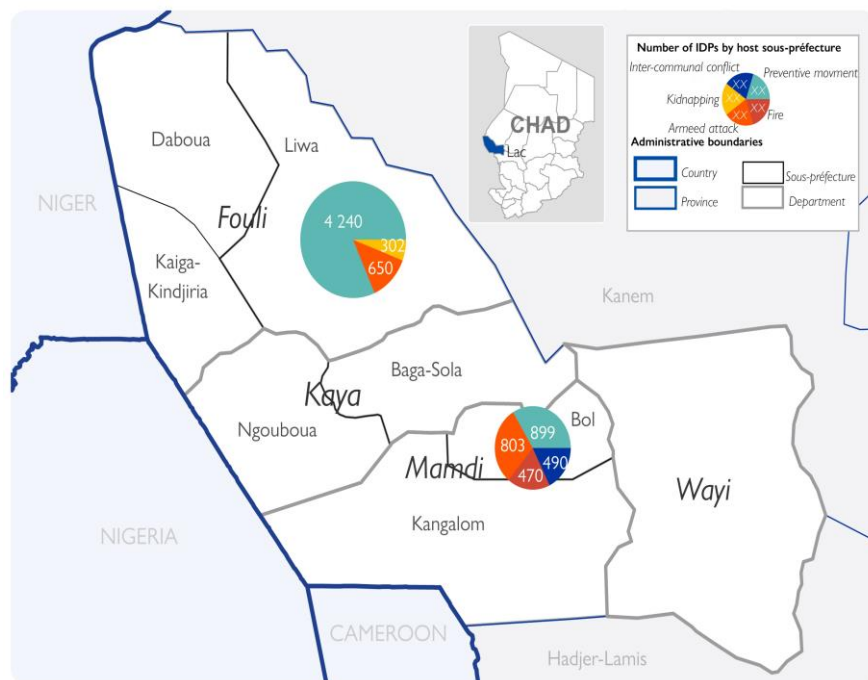 Number of IDPs by host sous-préfecture
Inter-communal conflict
Preventive movment
XX
XX
XX
XX
XX
Kidnapping
Fire
Armeed attack
Administrative boundaries
Country
Sous-préfecture
Province
Department
CHAD
Lac
Daboua
Liwa
NIGER
Fouli
4 240
302
650
Kaiga-
Kindjiria
Kanem
Baga-Sola
Kaya
Bol
Ngouboua
899
803
490
470
Mamdi
Wayi
Kangalom
NIGERIA
CAMEROON
Hadjer-Lamis